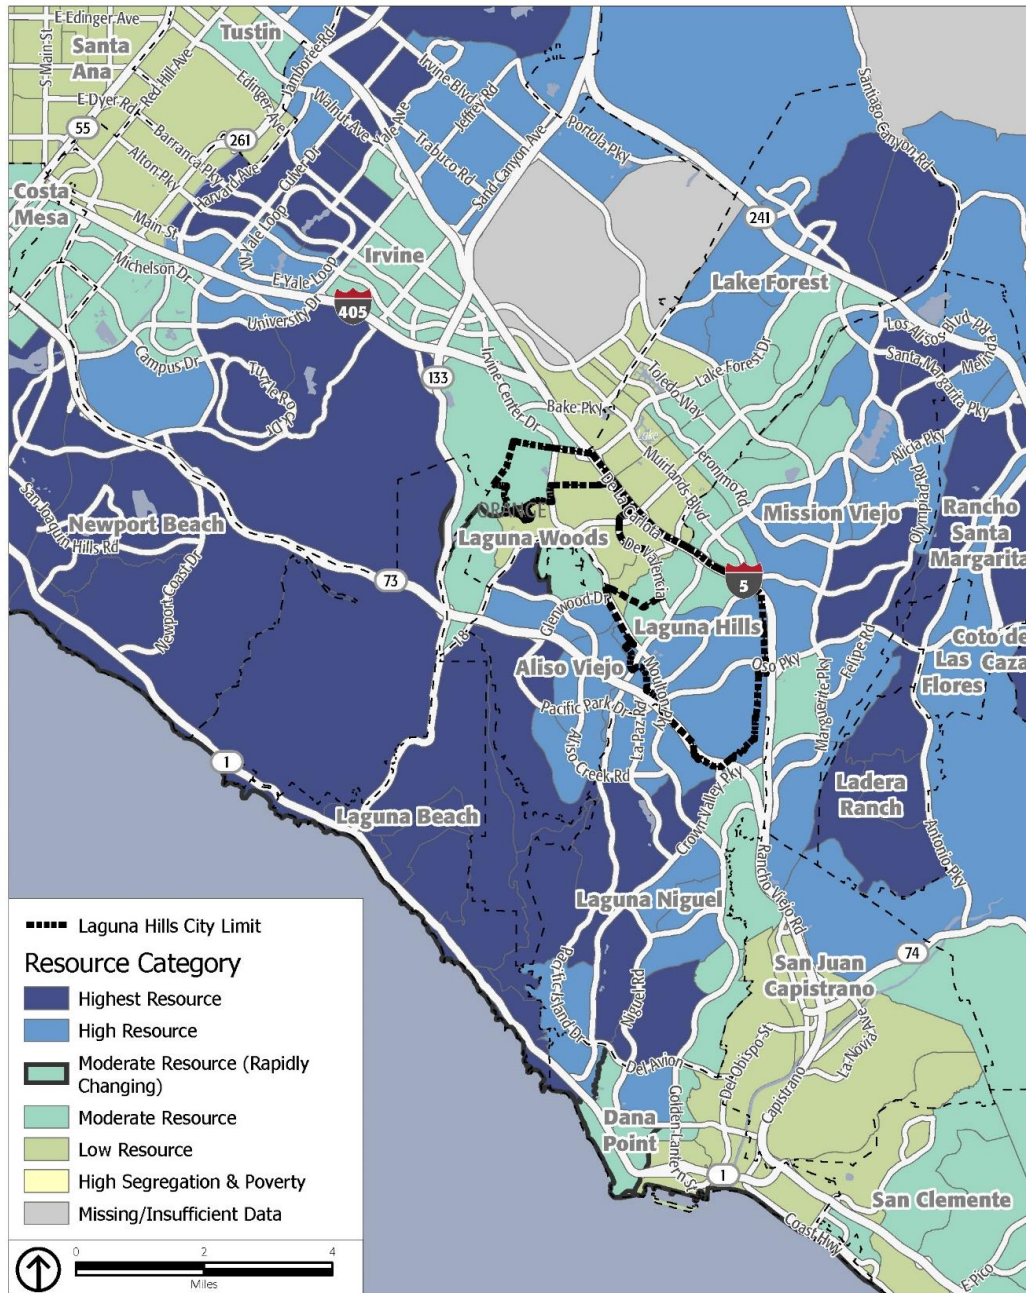 E Edinger Ave
Tustin
Santa
Ana
S Main St
Red Hill Ave
Edinger Ave
Jamboree Rd
Irvine Blvd
Jeffrey Rd
Walnut Ave
Yale Ave
Trabuco Rd
Sand Canyon Ave
Portola Pky
Santiago Canyon Rd
E Dyer Rd
55
261
Barranca Pky
Alton Pky
Harvard Ave
Culver Dr
W Yale Loop
Costa
Mesa
Main St
Michelson Dr
E Yale Loop
Irvine
241
Lake Forest
405
University Dr
Los Alisos Blvd
Santa Margarita Pky
Campus Dr
Turtle Rock Dr
133
Irvine Center Dr
Toledo Way
Lake Forest Dr
Bake Pky
Alicia Pky
Jeronimo Rd
Muirlands Blvd
Lake
De La Carlota
Olympiad Pky
ORANGE
Newport Beach
San Joaquin Hills Rd
Laguna Woods
De Valencia
Mission Viejo
Rancho
Santa
Margarita
Newport Coast Dr
73
5
Glenwood Dr
Laguna Hills
Aliso Viejo
Moulton Pky
Oso Pky
Felipe Rd
Marguerite Pky
Coto de
Caza
Las
Flores
Pacific Park Dr
La Paz Rd
Aliso Creek Rd
1
Laguna Beach
Crown Valley Pky
Ladera
Ranch
Antonio Pky
Rancho Viejo Rd
Laguna Niguel
74
San Juan
Capistrano
Pacific Island Dr
Niguel Rd
La Novia Ave
Del Obispo St
Del Avion
Capistrano
Golden Lantern St
Dana
Point
1
San Clemente
Coast Hwy
E Pico
Laguna Hills City Limit
Resource Category
Highest Resource
High Resource
Moderate Resource (Rapidly
Changing)
Moderate Resource
Low Resource
High Segregation & Poverty
Missing/Insufficient Data
0 2 4
Miles